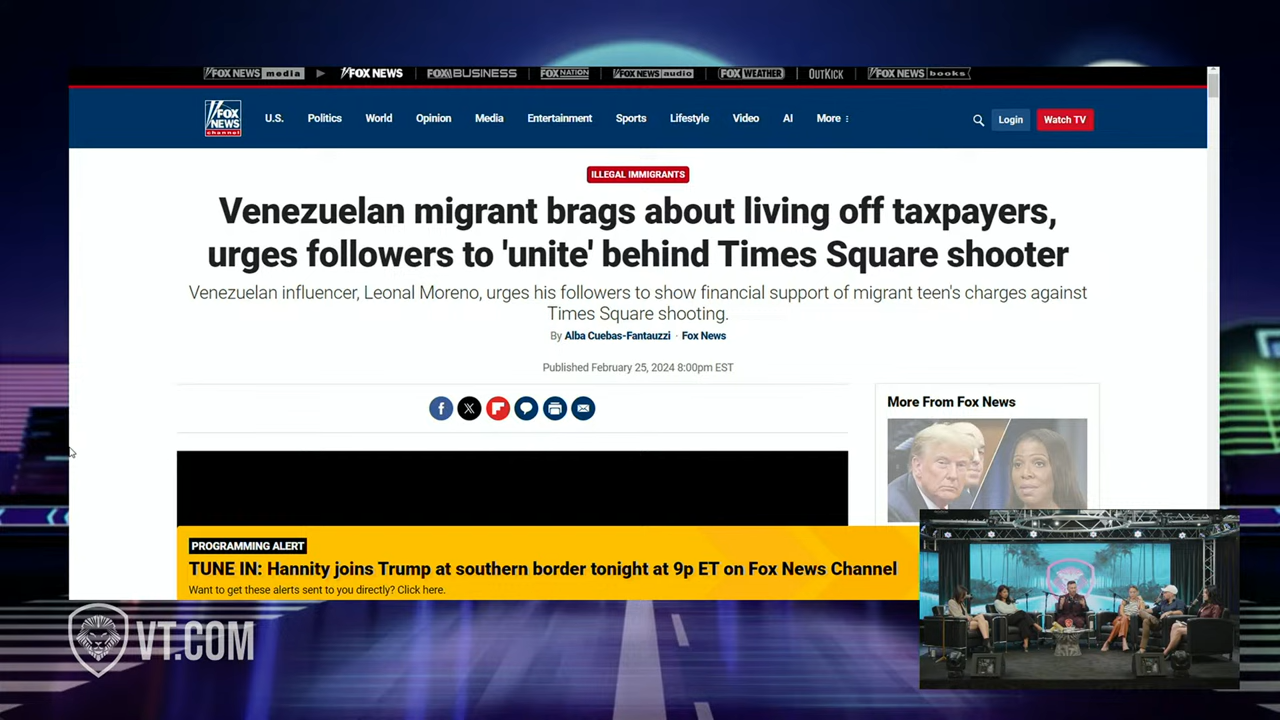 FOX NEWS media FOX NEWS FOX BUSINESS FOX NATION FOX NEWS audio FOX WEATHER OUTKICK FOX NEWS books
FOX NEWS channel U.S. Politics World Opinion Media Entertainment Sports Lifestyle Video AI More Login Watch TV
ILLEGAL IMMIGRANTS
Venezuelan migrant brags about living off taxpayers,
urges followers to 'unite' behind Times Square shooter
Venezuelan influencer, Leonal Moreno, urges his followers to show financial support of migrant teen's charges against
Times Square shooting.
By Alba Cuebas-Fantauzzi · Fox News
Published February 25, 2024 8:00pm EST
More From Fox News
PROGRAMMING ALERT
TUNE IN: Hannity joins Trump at southern border tonight at 9p ET on Fox News Channel
Want to get these alerts sent to you directly? Click here.
VT.COM